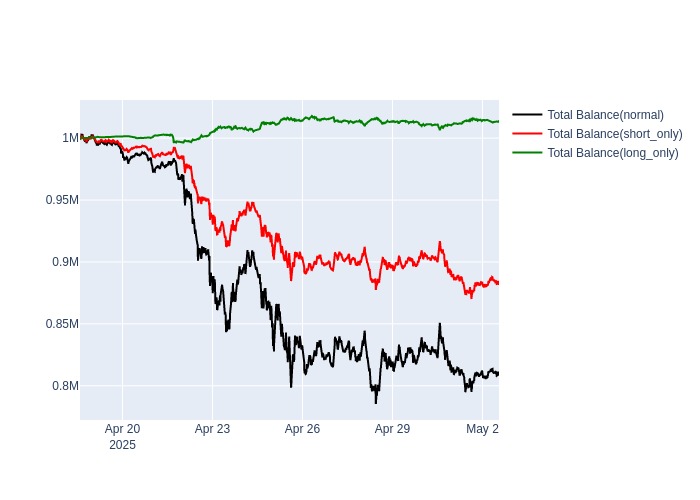 Total Balance(normal)
Total Balance(short_only)
Total Balance(long_only)
1M
0.95M
0.9M
0.85M
0.8M
Apr 20
2025
Apr 23
Apr 26
Apr 29
May 2